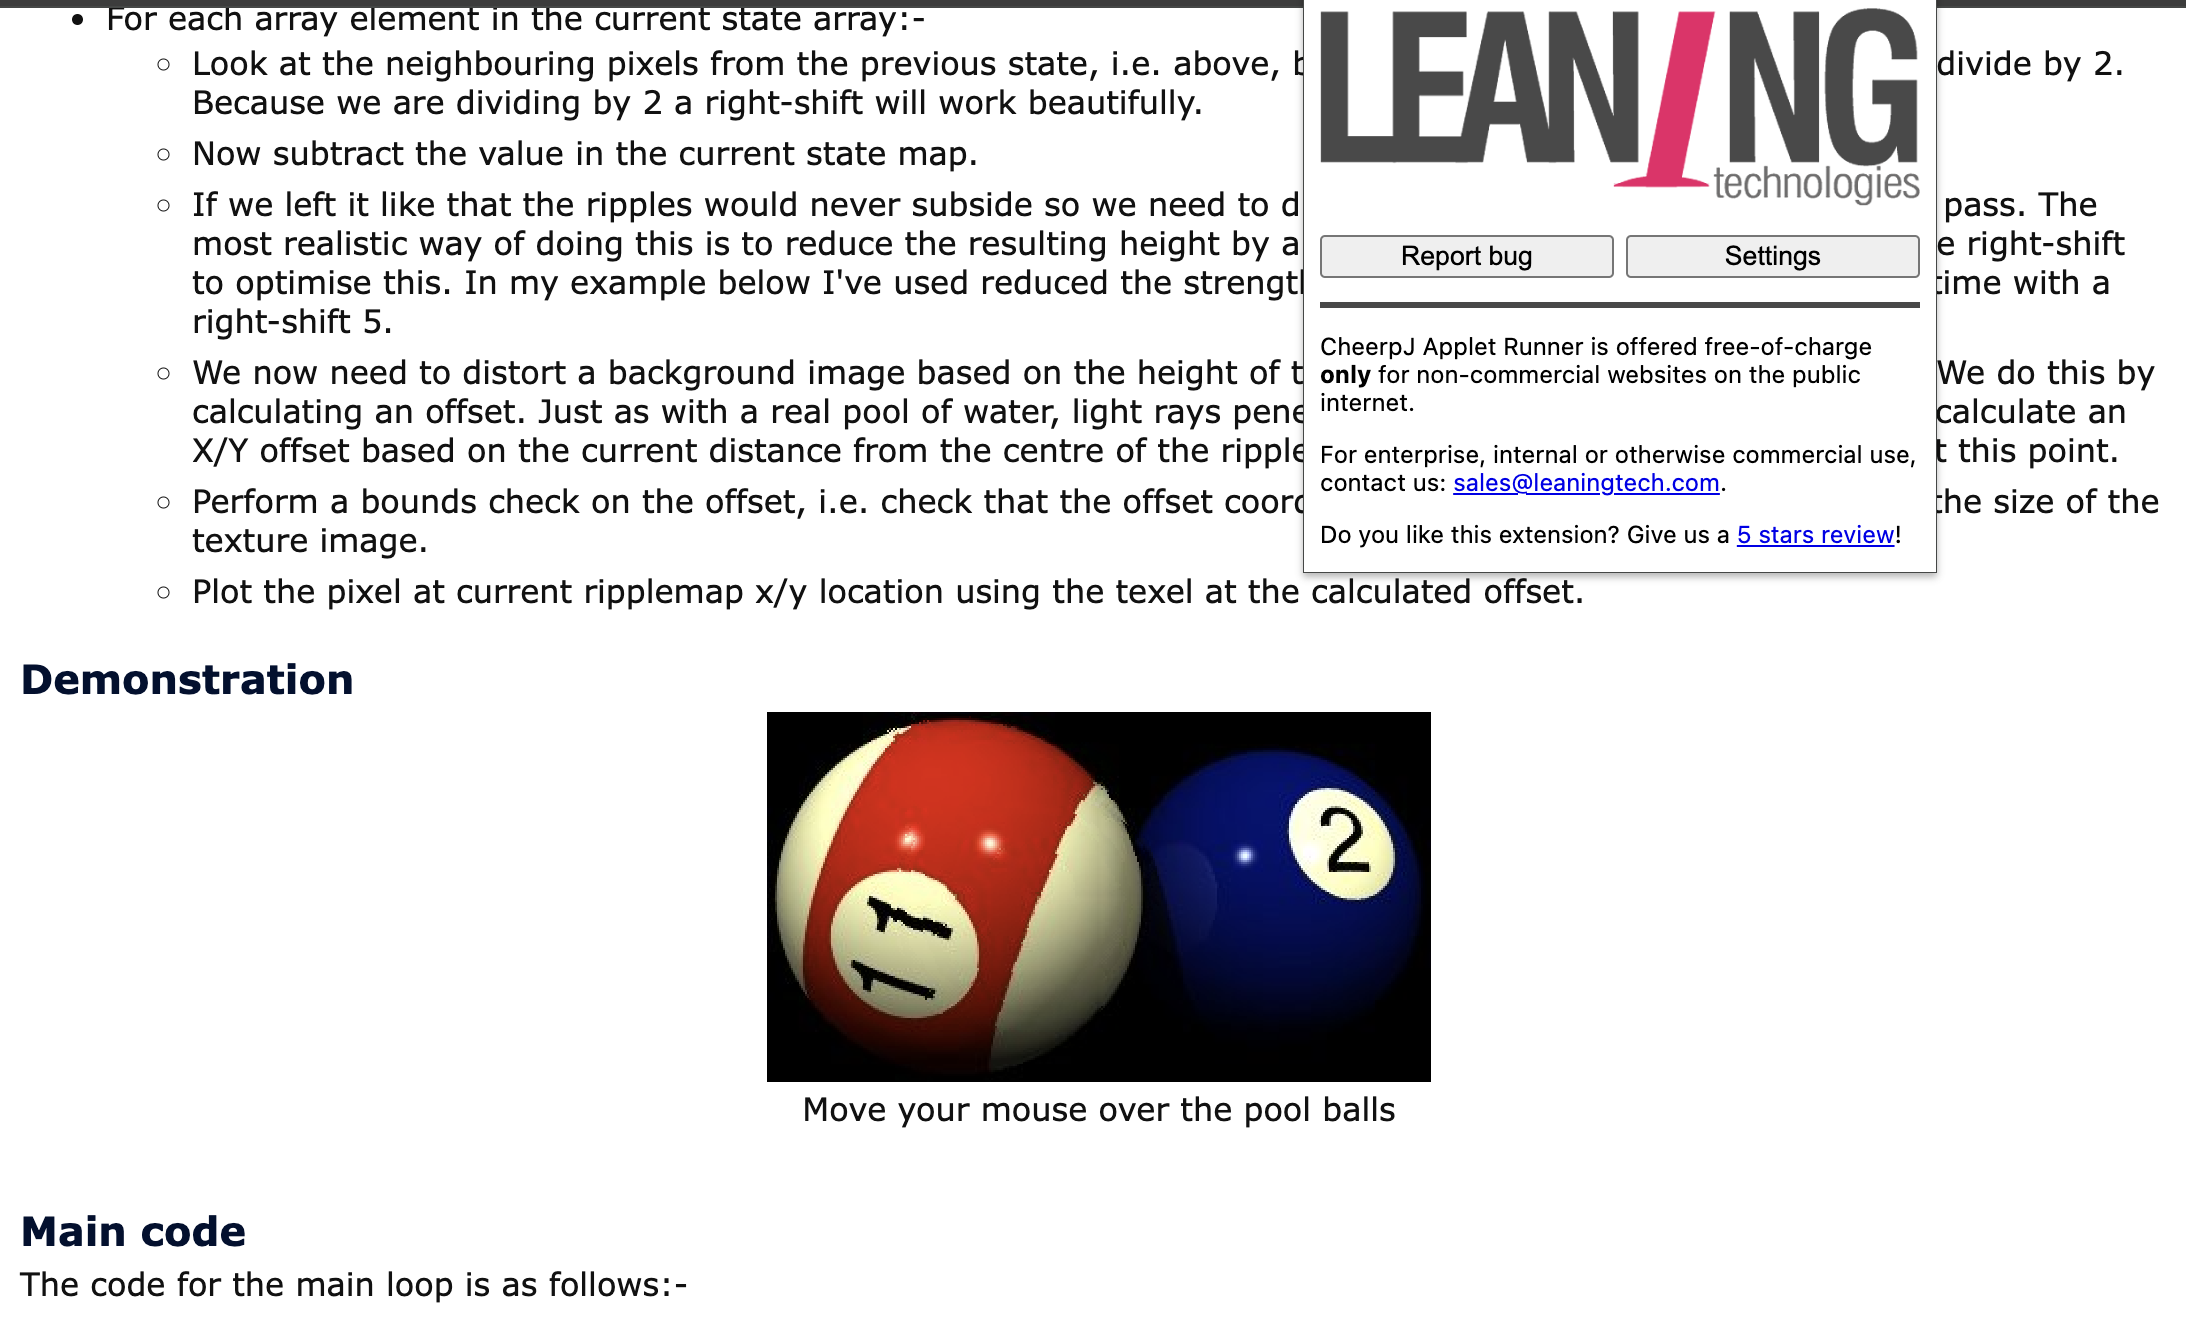 For each array element in the current state array:-
Look at the neighbouring pixels from the previous state, i.e. above, divide by 2.
Because we are dividing by 2 a right-shift will work beautifully.
Now subtract the value in the current state map.
If we left it like that the ripples would never subside so we need to pass. The
most realistic way of doing this is to reduce the resulting height by a right-shift
to optimise this. In my example below I've used reduced the time with a
right-shift 5.
We now need to distort a background image based on the height of We do this by
calculating an offset. Just as with a real pool of water, light rays calculate an
X/Y offset based on the current distance from the centre of the this point.
Perform a bounds check on the offset, i.e. check that the offset the size of the
texture image.
Plot the pixel at current ripplemap x/y location using the texel at the calculated offset.
LEANING
technologies
Report bug Settings
CheerpJ Applet Runner is offered free-of-charge
only for non-commercial websites on the public
internet.
For enterprise, internal or otherwise commercial use,
contact us: sales@leaningtech.com.
Do you like this extension? Give us a 5 stars review!
Demonstration
11
2
Move your mouse over the pool balls
Main code
The code for the main loop is as follows:-